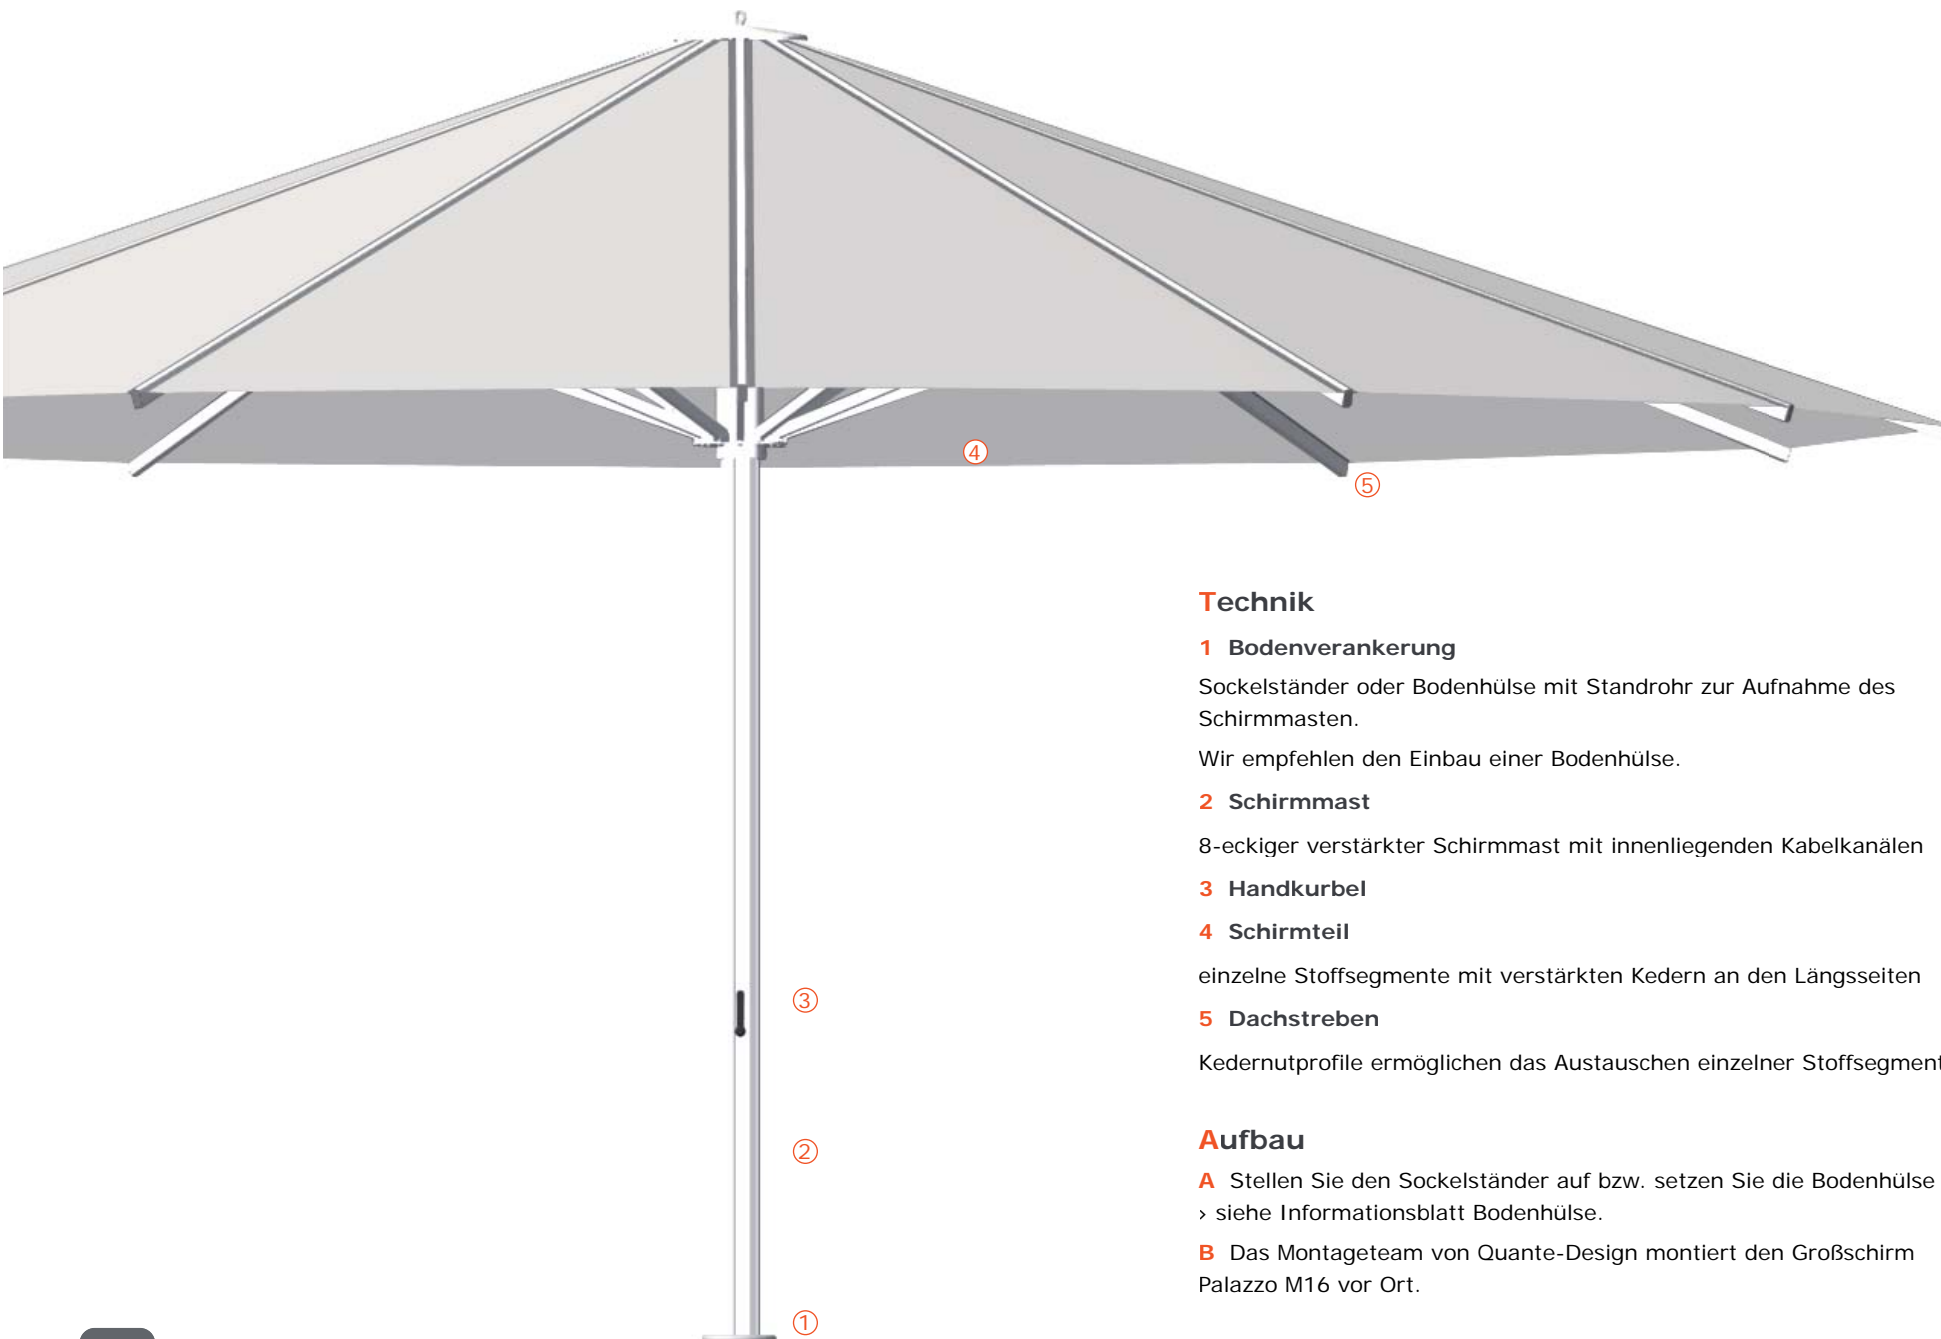 ④
⑤
Technik
1 Bodenverankerung
Sockelständer oder Bodenhülse mit Standrohr zur Aufnahme des
Schirmmasten.
Wir empfehlen den Einbau einer Bodenhülse.
2 Schirmmast
8-eckiger verstärkter Schirmmast mit innenliegenden Kabelkanälen
3 Handkurbel
4 Schirmteil
einzelne Stoffsegmente mit verstärkten Kedern an den Längsseiten
5 Dachstreben
Kedernutprofile ermöglichen das Austauschen einzelner Stoffsegment
Aufbau
A Stellen Sie den Sockelständer auf bzw. setzen Sie die Bodenhülse
› siehe Informationsblatt Bodenhülse.
B Das Montageteam von Quante-Design montiert den Großschirm
Palazzo M16 vor Ort.
③
②
①